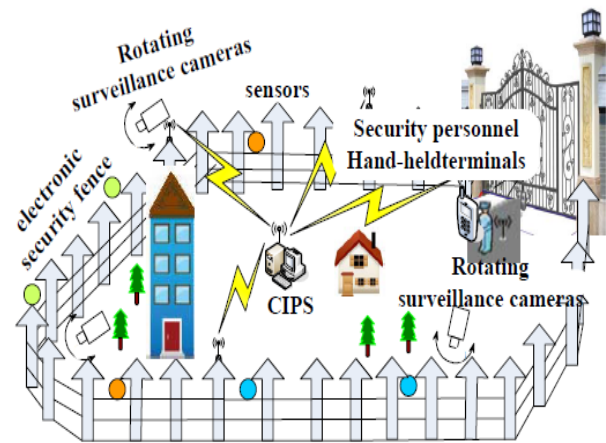 Rotating
surveillance cameras
sensors
Security personnel
Hand-heldterminals
electronic
security fence
CIPS
Rotating
surveillance cameras